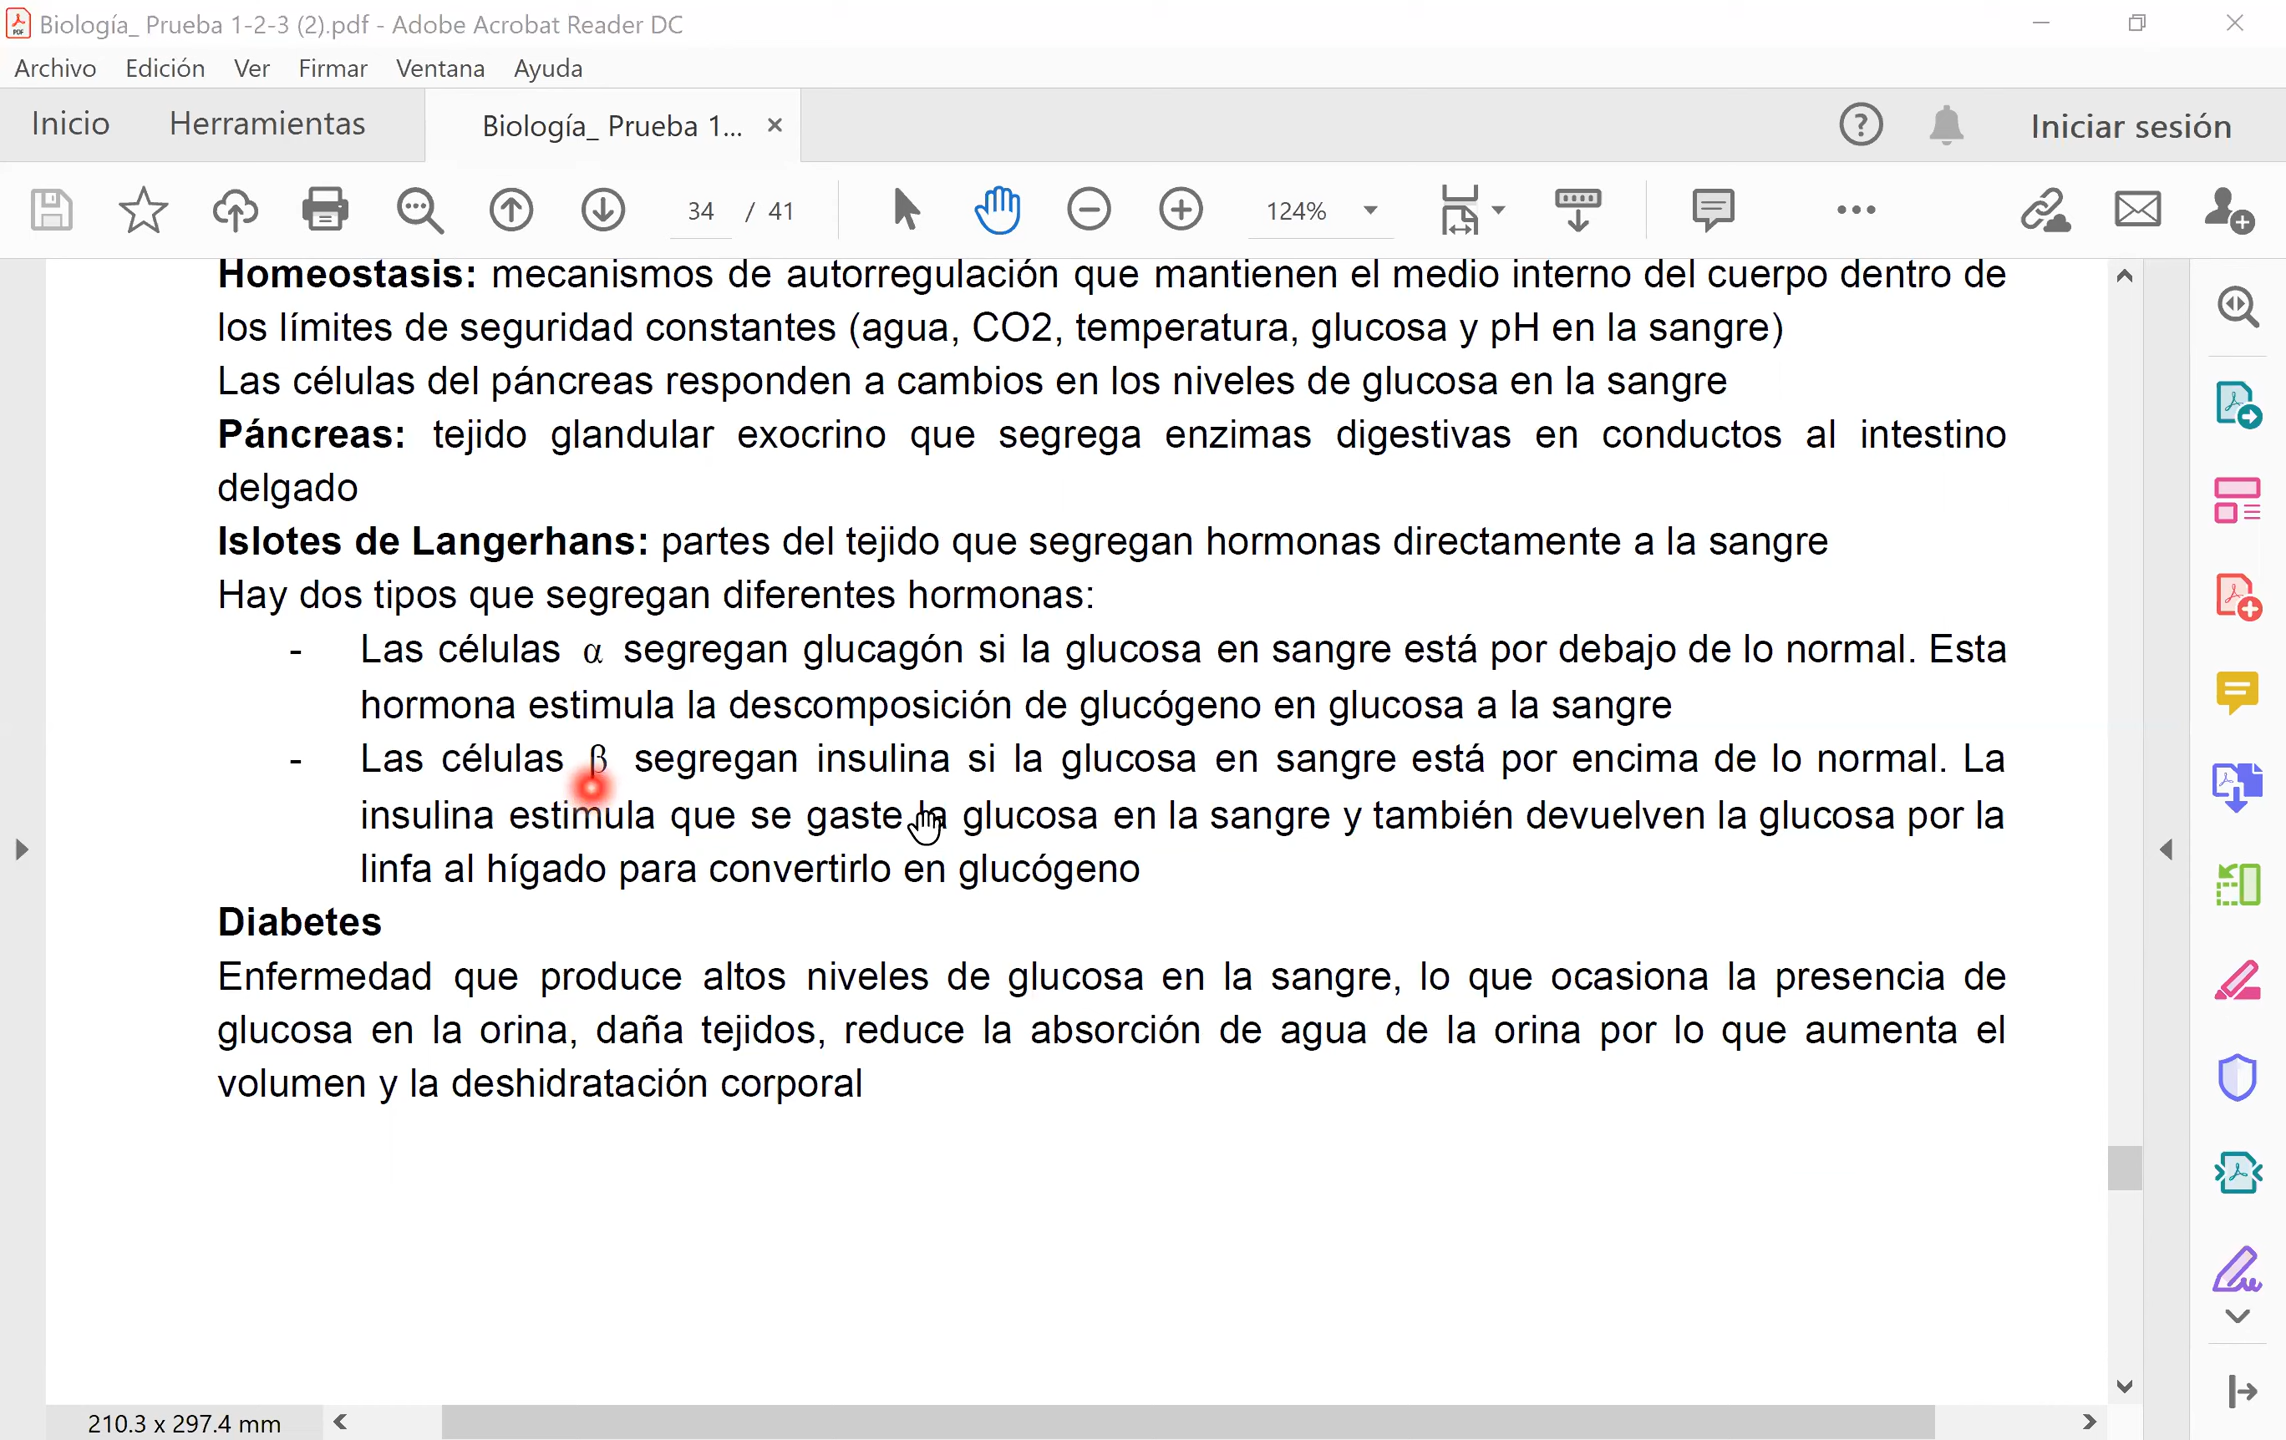 Biología_ Prueba 1-2-3 (2).pdf - Adobe Acrobat Reader DC
Archivo Edición Ver Firmar Ventana Ayuda
Inicio Herramientas Biología_ Prueba 1... Iniciar sesión
34 / 41 124%
Homeostasis: mecanismos de autorregulación que mantienen el medio interno del cuerpo dentro de
los límites de seguridad constantes (agua, CO2, temperatura, glucosa y pH en la sangre)
Las células del páncreas responden a cambios en los niveles de glucosa en la sangre
Páncreas: tejido glandular exocrino que segrega enzimas digestivas en conductos al intestino
delgado
Islotes de Langerhans: partes del tejido que segregan hormonas directamente a la sangre
Hay dos tipos que segregan diferentes hormonas:
- Las células α segregan glucagón si la glucosa en sangre está por debajo de lo normal. Esta
hormona estimula la descomposición de glucógeno en glucosa a la sangre
- Las células β segregan insulina si la glucosa en sangre está por encima de lo normal. La
insulina estimula que se gaste la glucosa en la sangre y también devuelven la glucosa por la
linfa al hígado para convertirlo en glucógeno
Diabetes
Enfermedad que produce altos niveles de glucosa en la sangre, lo que ocasiona la presencia de
glucosa en la orina, daña tejidos, reduce la absorción de agua de la orina por lo que aumenta el
volumen y la deshidratación corporal
210.3 x 297.4 mm